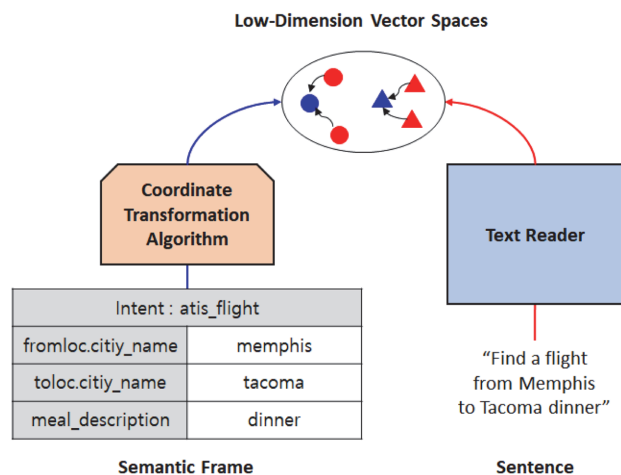 Low-Dimension Vector Spaces
Coordinate
Transformation
Algorithm
Text Reader
Intent : atis_flight
fromloc.citiy_name memphis
toloc.citiy_name tacoma
meal_description dinner
“Find a flight
from Memphis
to Tacoma dinner”
Semantic Frame
Sentence